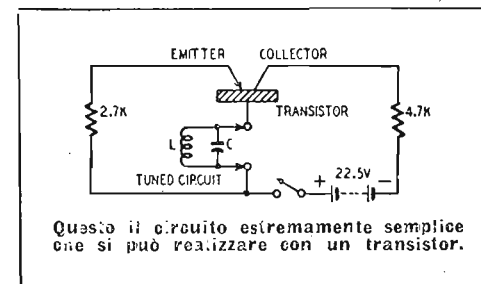 EMITTER COLLECTOR
2.7K
TRANSISTOR
4.7K
L C
TUNED CIRCUIT
+ 22.5V −
Questo il circuito estremamente semplice
che si può realizzare con un transistor.